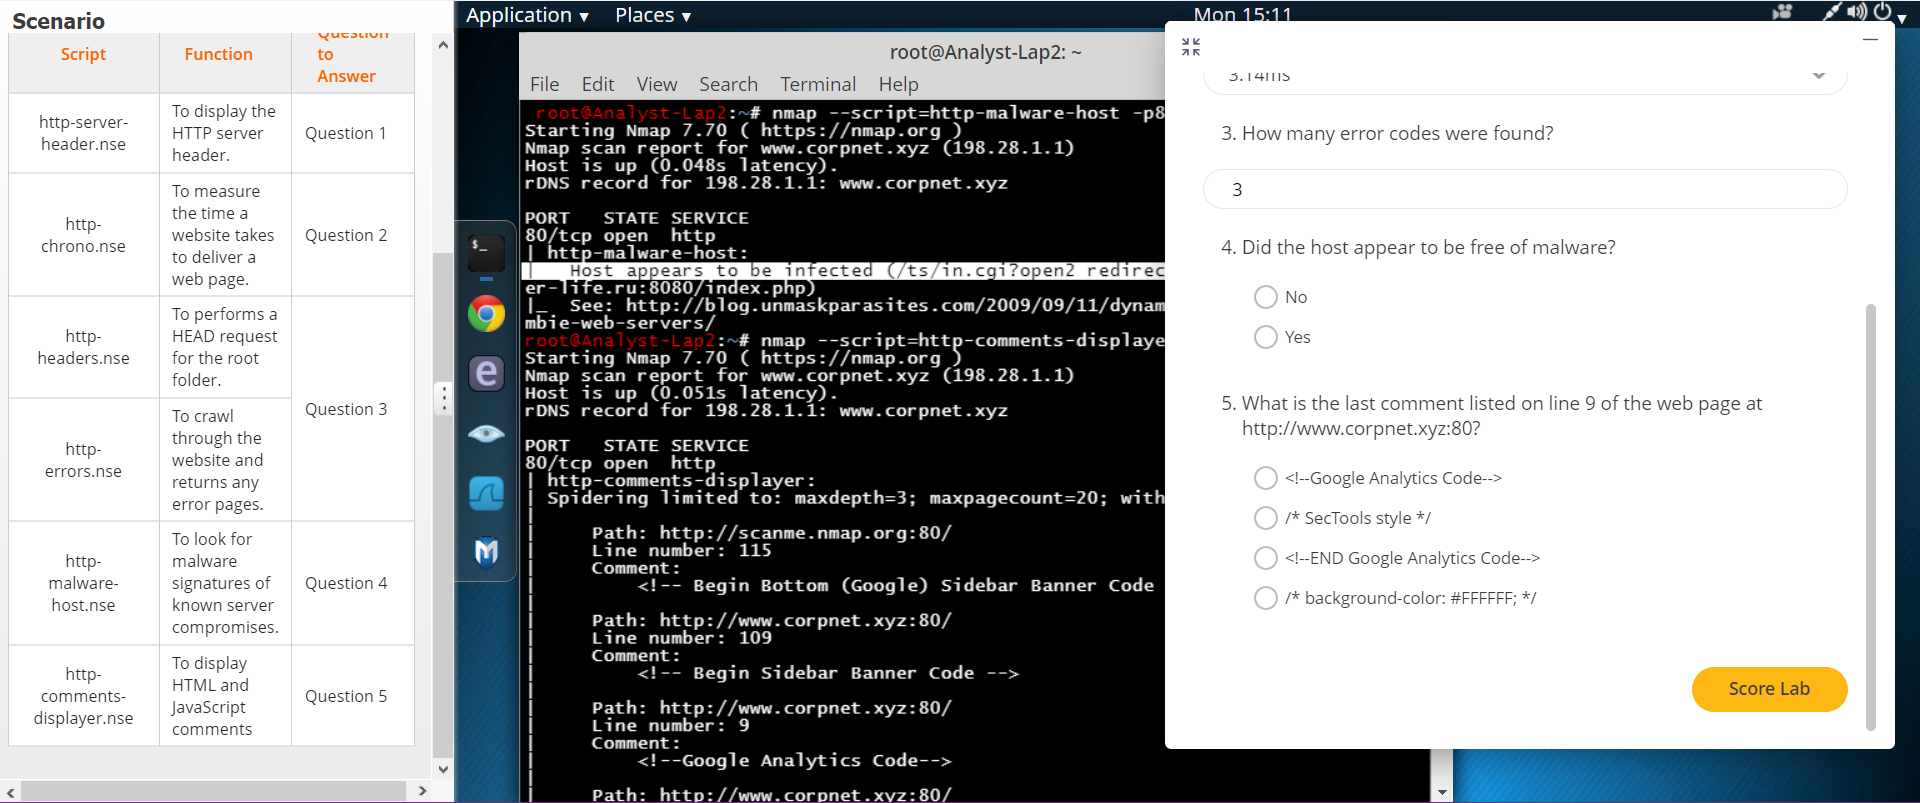 Scenario
Script
Function
Question
to
Answer
http-server-
header.nse
To display the
HTTP server
header.
Question 1
http-
chrono.nse
To measure
the time a
website takes
to deliver a
web page.
Question 2
http-
headers.nse
To performs a
HEAD request
for the root
folder.
Question 3
http-
errors.nse
To crawl
through the
website and
returns any
error pages.
http-
malware-
host.nse
To look for
malware
signatures of
known server
compromises.
Question 4
http-
comments-
displayer.nse
To display
HTML and
JavaScript
comments
Question 5
Application ▾ Places ▾
Mon 15:11
root@Analyst-Lap2: ~
File Edit View Search Terminal Help
root@Analyst-Lap2:~# nmap --script=http-malware-host -p8
Starting Nmap 7.70 ( https://nmap.org )
Nmap scan report for www.corpnet.xyz (198.28.1.1)
Host is up (0.048s latency).
rDNS record for 198.28.1.1: www.corpnet.xyz
PORT   STATE SERVICE
80/tcp open  http
| http-malware-host:
|   Host appears to be infected (/ts/in.cgi?open2 redirec
er-life.ru:8080/index.php)
|_  See: http://blog.unmaskparasites.com/2009/09/11/dynam
mbie-web-servers/
root@Analyst-Lap2:~# nmap --script=http-comments-displaye
Starting Nmap 7.70 ( https://nmap.org )
Nmap scan report for www.corpnet.xyz (198.28.1.1)
Host is up (0.051s latency).
rDNS record for 198.28.1.1: www.corpnet.xyz
PORT   STATE SERVICE
80/tcp open  http
| http-comments-displayer:
| Spidering limited to: maxdepth=3; maxpagecount=20; with
|
|     Path: http://scanme.nmap.org:80/
|     Line number: 115
|     Comment:
|         <!-- Begin Bottom (Google) Sidebar Banner Code
|
|     Path: http://www.corpnet.xyz:80/
|     Line number: 109
|     Comment:
|         <!-- Begin Sidebar Banner Code -->
|
|     Path: http://www.corpnet.xyz:80/
|     Line number: 9
|     Comment:
|         <!--Google Analytics Code-->
|
|     Path: http://www.corpnet.xyz:80/
$_
e
3.14ms
3. How many error codes were found?
3
4. Did the host appear to be free of malware?
No
Yes
5. What is the last comment listed on line 9 of the web page at
http://www.corpnet.xyz:80?
<!--Google Analytics Code-->
/* SecTools style */
<!--END Google Analytics Code-->
/* background-color: #FFFFFF; */
Score Lab